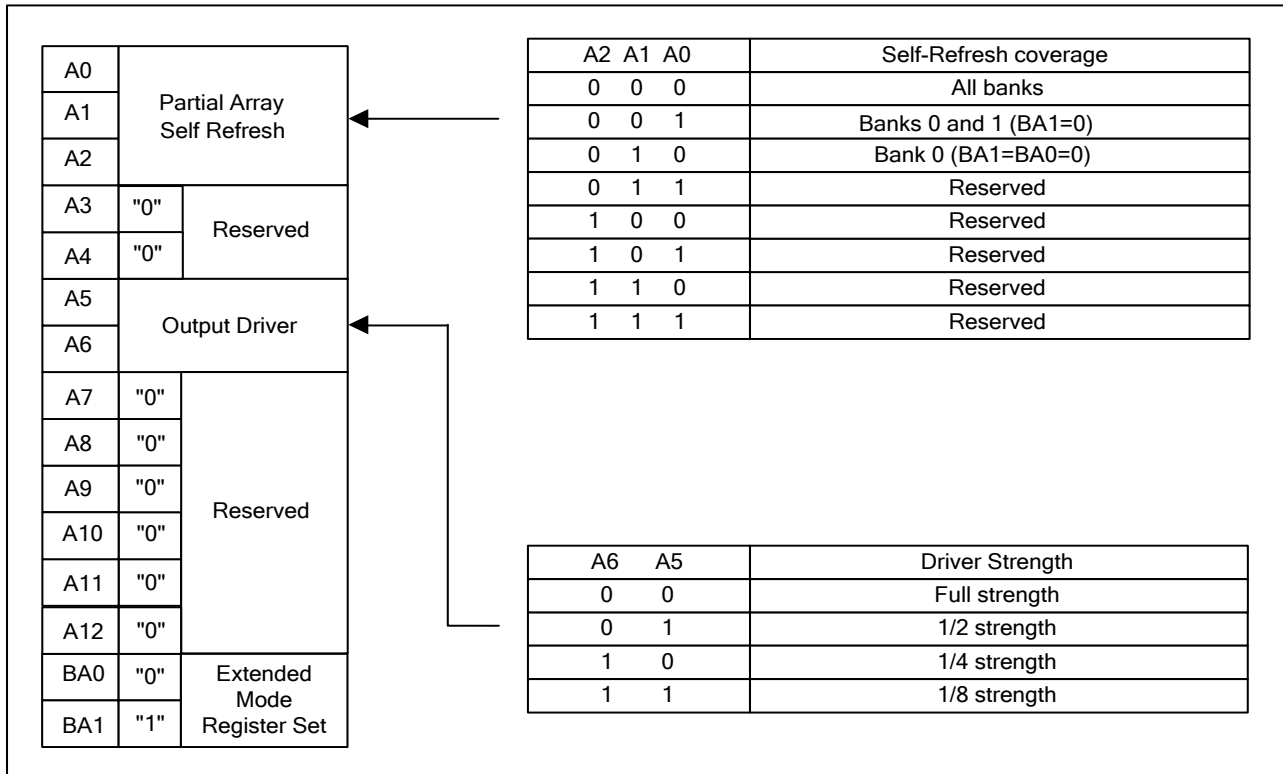 A0
A1
A2
Partial Array
Self Refresh
A3 "0"
A4 "0"
Reserved
A5
A6
Output Driver
A7 "0"
A8 "0"
A9 "0"
A10 "0"
A11 "0"
A12 "0"
Reserved
BA0 "0"
BA1 "1"
Extended
Mode
Register Set
A2 A1 A0 Self-Refresh coverage
0 0 0 All banks
0 0 1 Banks 0 and 1 (BA1=0)
0 1 0 Bank 0 (BA1=BA0=0)
0 1 1 Reserved
1 0 0 Reserved
1 0 1 Reserved
1 1 0 Reserved
1 1 1 Reserved
A6 A5 Driver Strength
0 0 Full strength
0 1 1/2 strength
1 0 1/4 strength
1 1 1/8 strength